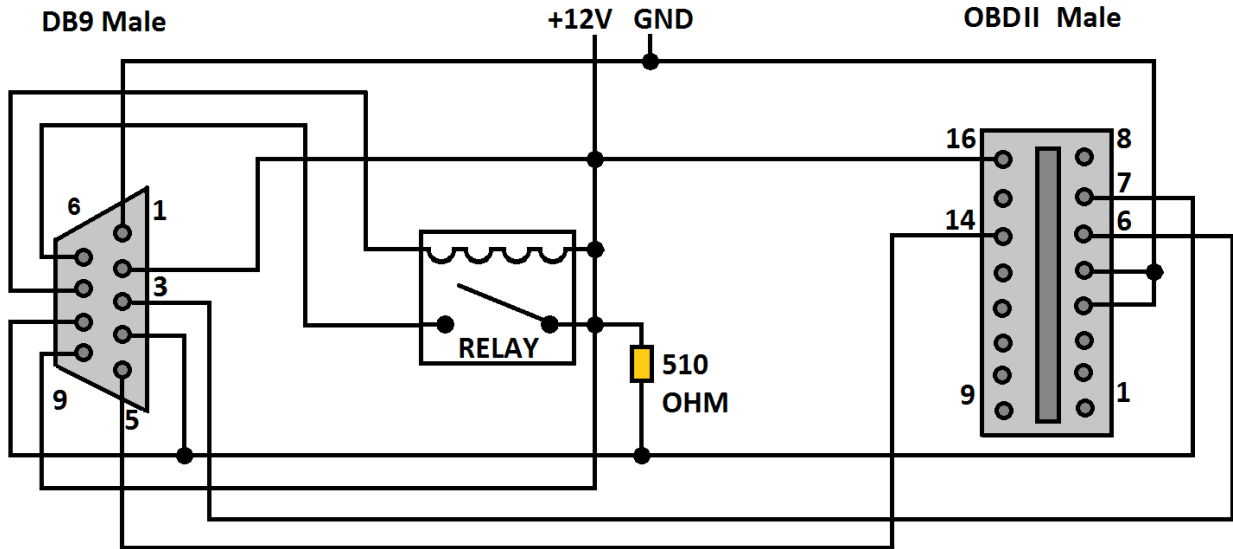 DB9 Male
+12V GND
OBDII Male
16
8
7
6
1
14
6
3
RELAY
510
OHM
9
5
9
1